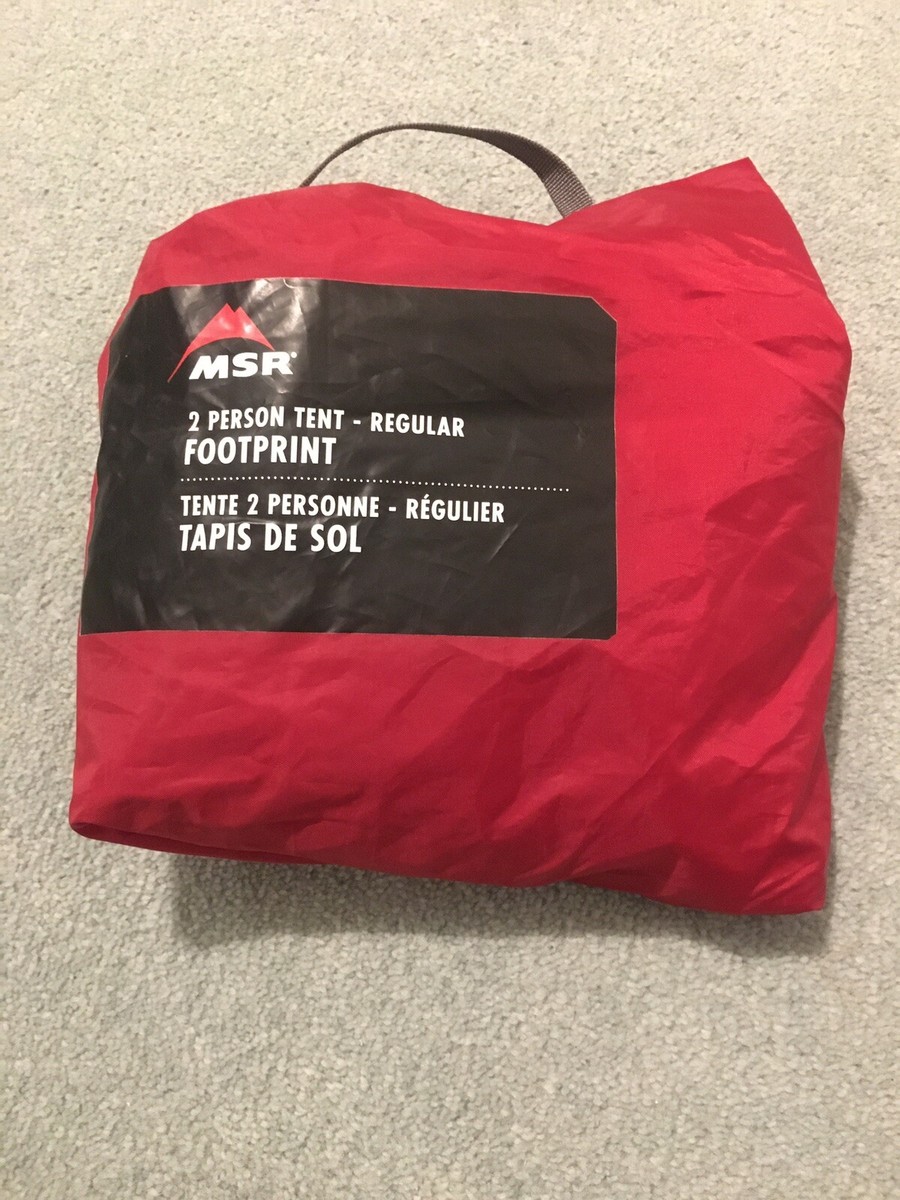 MSR®
2 PERSON TENT - REGULAR
FOOTPRINT
TENTE 2 PERSONNE - RÉGULIER
TAPIS DE SOL